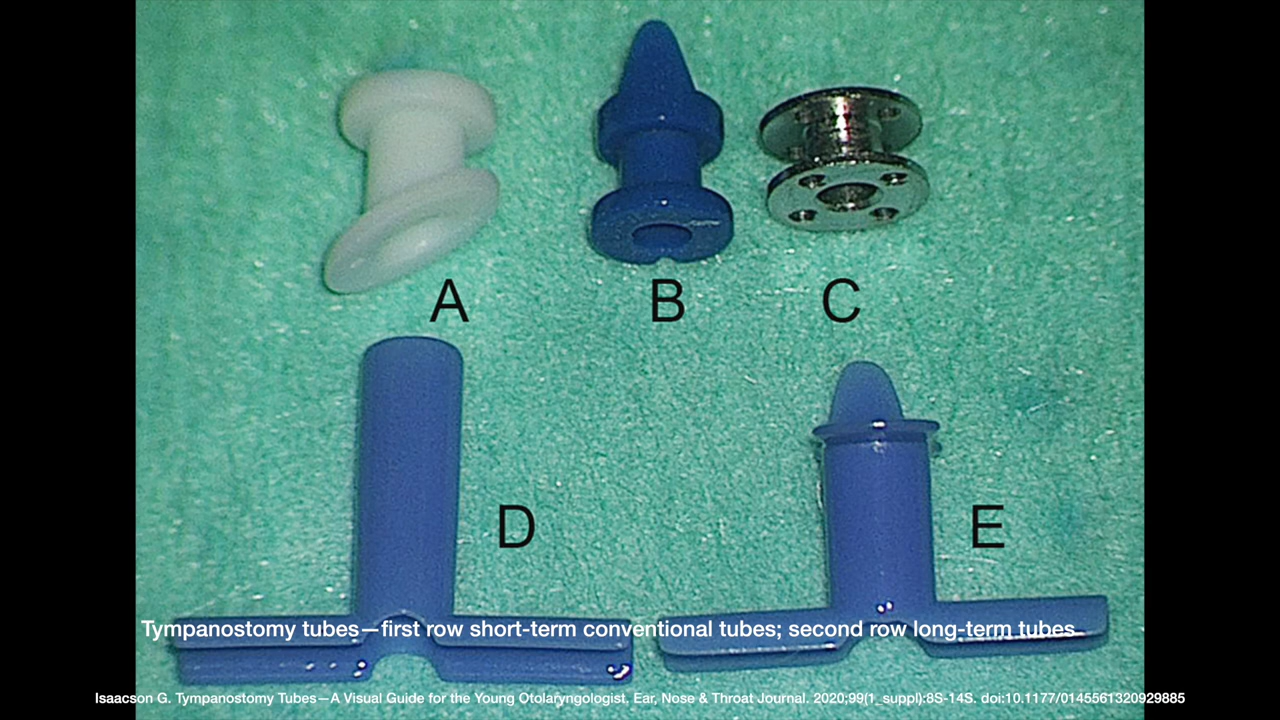 A
B
C
D
E
Tympanostomy tubes—first row short-term conventional tubes; second row long-term tubes
Isaacson G. Tympanostomy Tubes—A Visual Guide for the Young Otolaryngologist. Ear, Nose & Throat Journal. 2020;99(1_suppl):8S-14S. doi:10.1177/0145561320929885